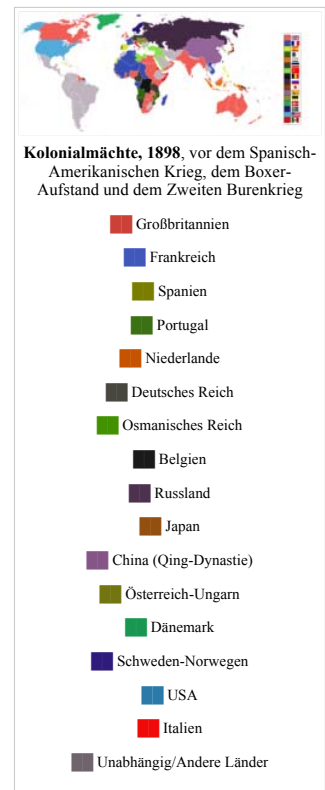 Kolonialmächte, 1898, vor dem Spanisch-
Amerikanischen Krieg, dem Boxer-
Aufstand und dem Zweiten Burenkrieg
Großbritannien
Frankreich
Spanien
Portugal
Niederlande
Deutsches Reich
Osmanisches Reich
Belgien
Russland
Japan
China (Qing-Dynastie)
Österreich-Ungarn
Dänemark
Schweden-Norwegen
USA
Italien
Unabhängig/Andere Länder